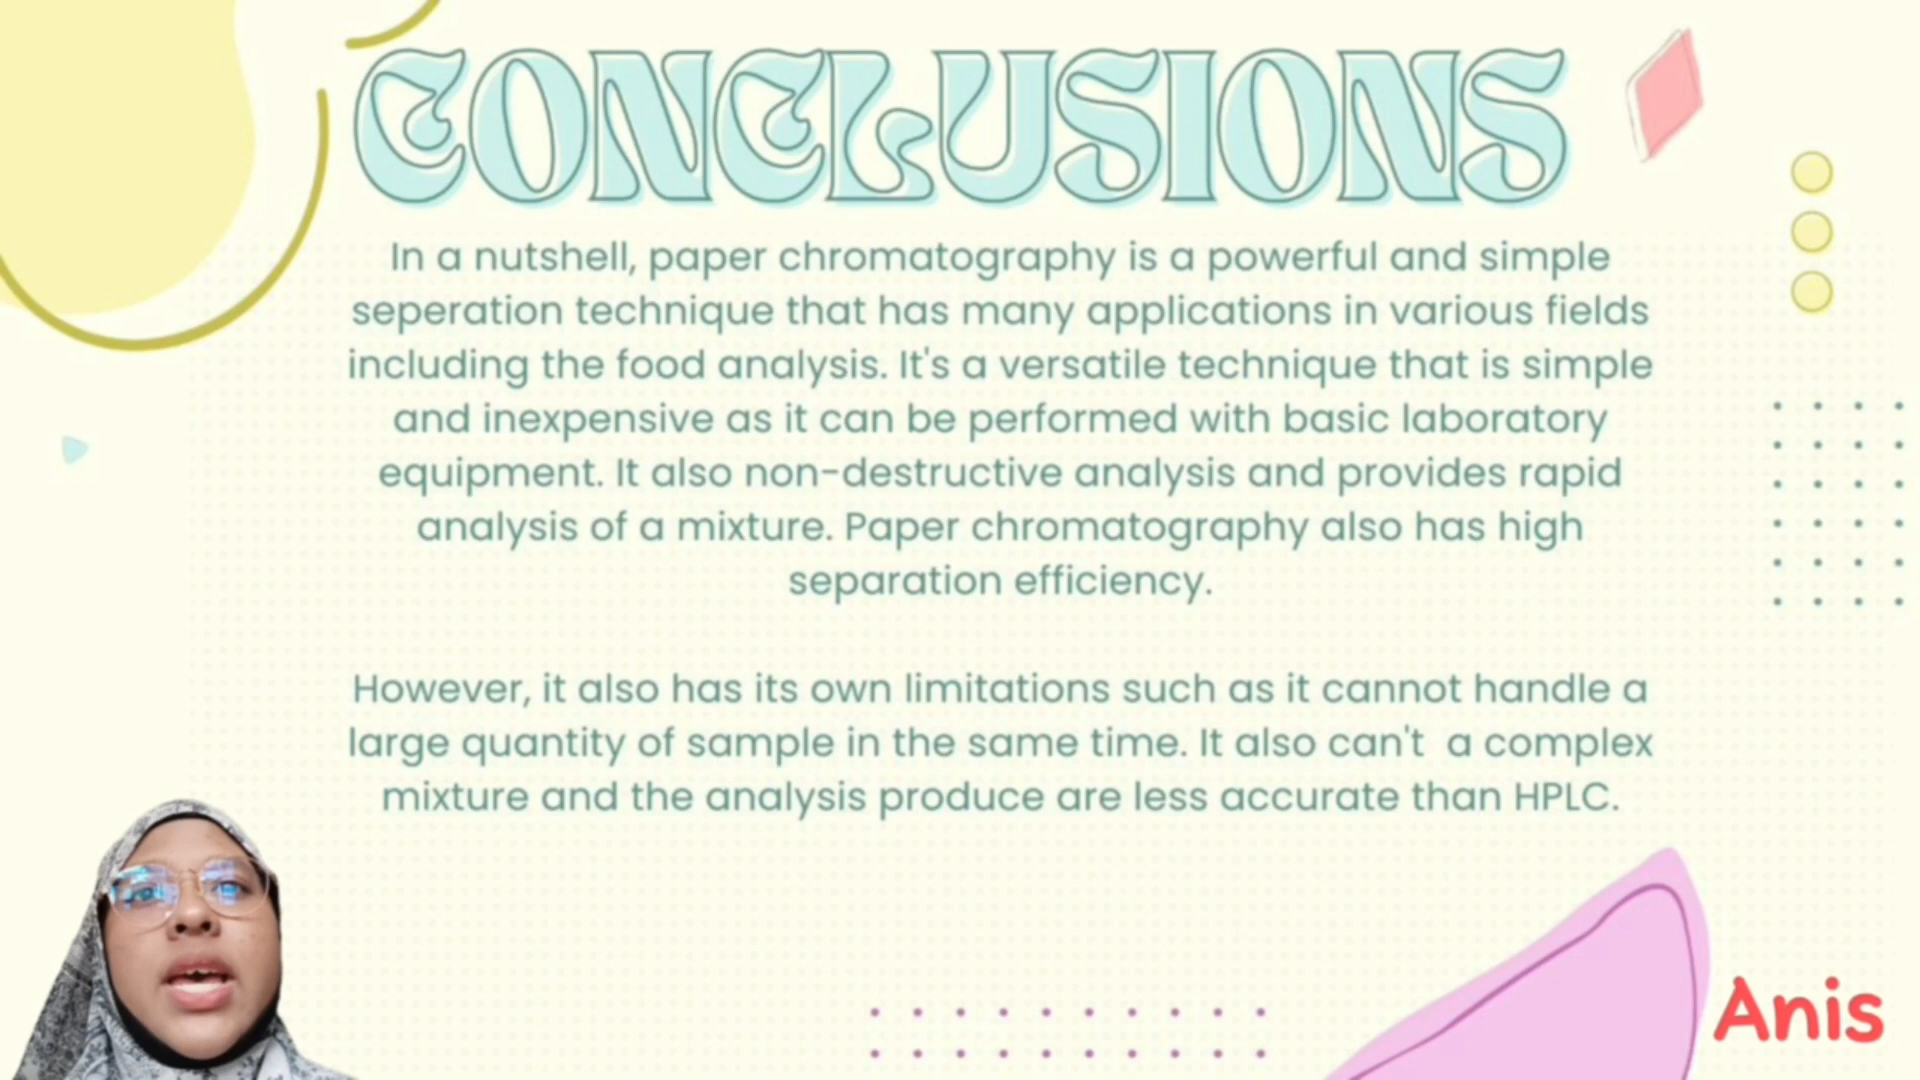 CONCLUSIONS
In a nutshell, paper chromatography is a powerful and simple
seperation technique that has many applications in various fields
including the food analysis. It's a versatile technique that is simple
and inexpensive as it can be performed with basic laboratory
equipment. It also non-destructive analysis and provides rapid
analysis of a mixture. Paper chromatography also has high
separation efficiency.
However, it also has its own limitations such as it cannot handle a
large quantity of sample in the same time. It also can't  a complex
mixture and the analysis produce are less accurate than HPLC.
Anis